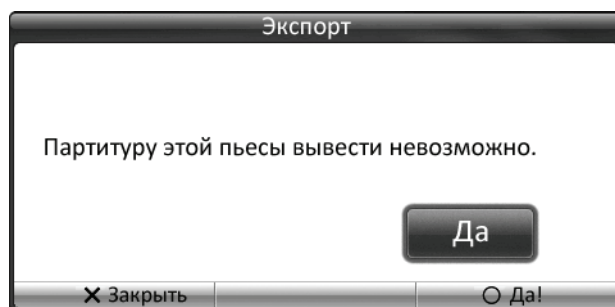 Экспорт
Партитуру этой пьесы вывести невозможно.
Да
✕ Закрыть ○ Да!